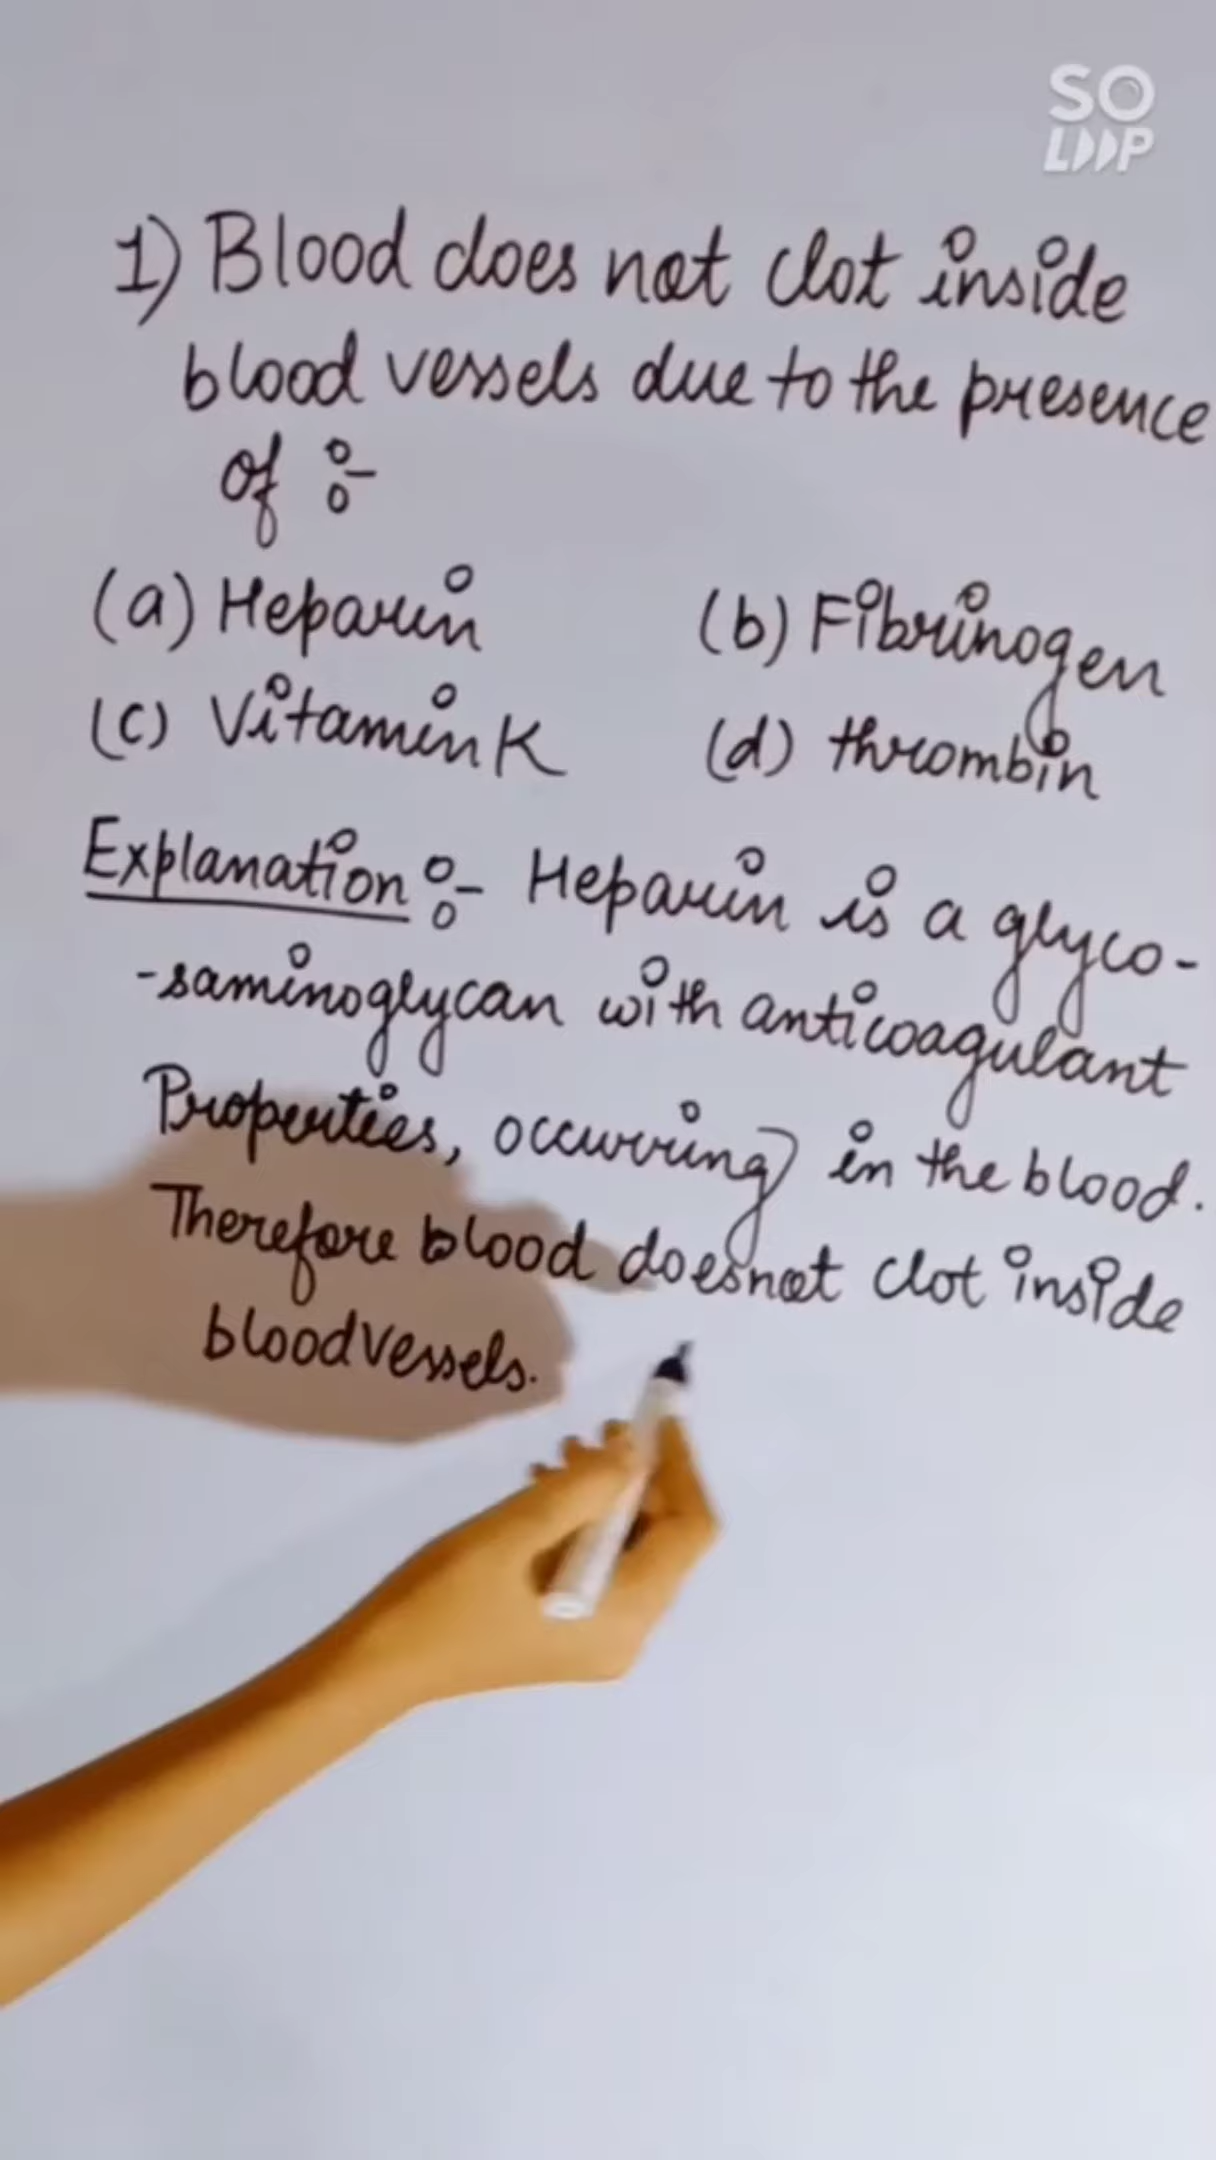 SO
LOOP
1) Blood does not clot inside
blood vessels due to the presence
of :-
(a) Heparin (b) Fibrinogen
(c) Vitamin K (d) thrombin
Explanation :- Heparin is a glyco-
-saminoglycan with anticoagulant
Properties, occurring in the blood.
Therefore blood doesnot clot inside
bloodvessels.